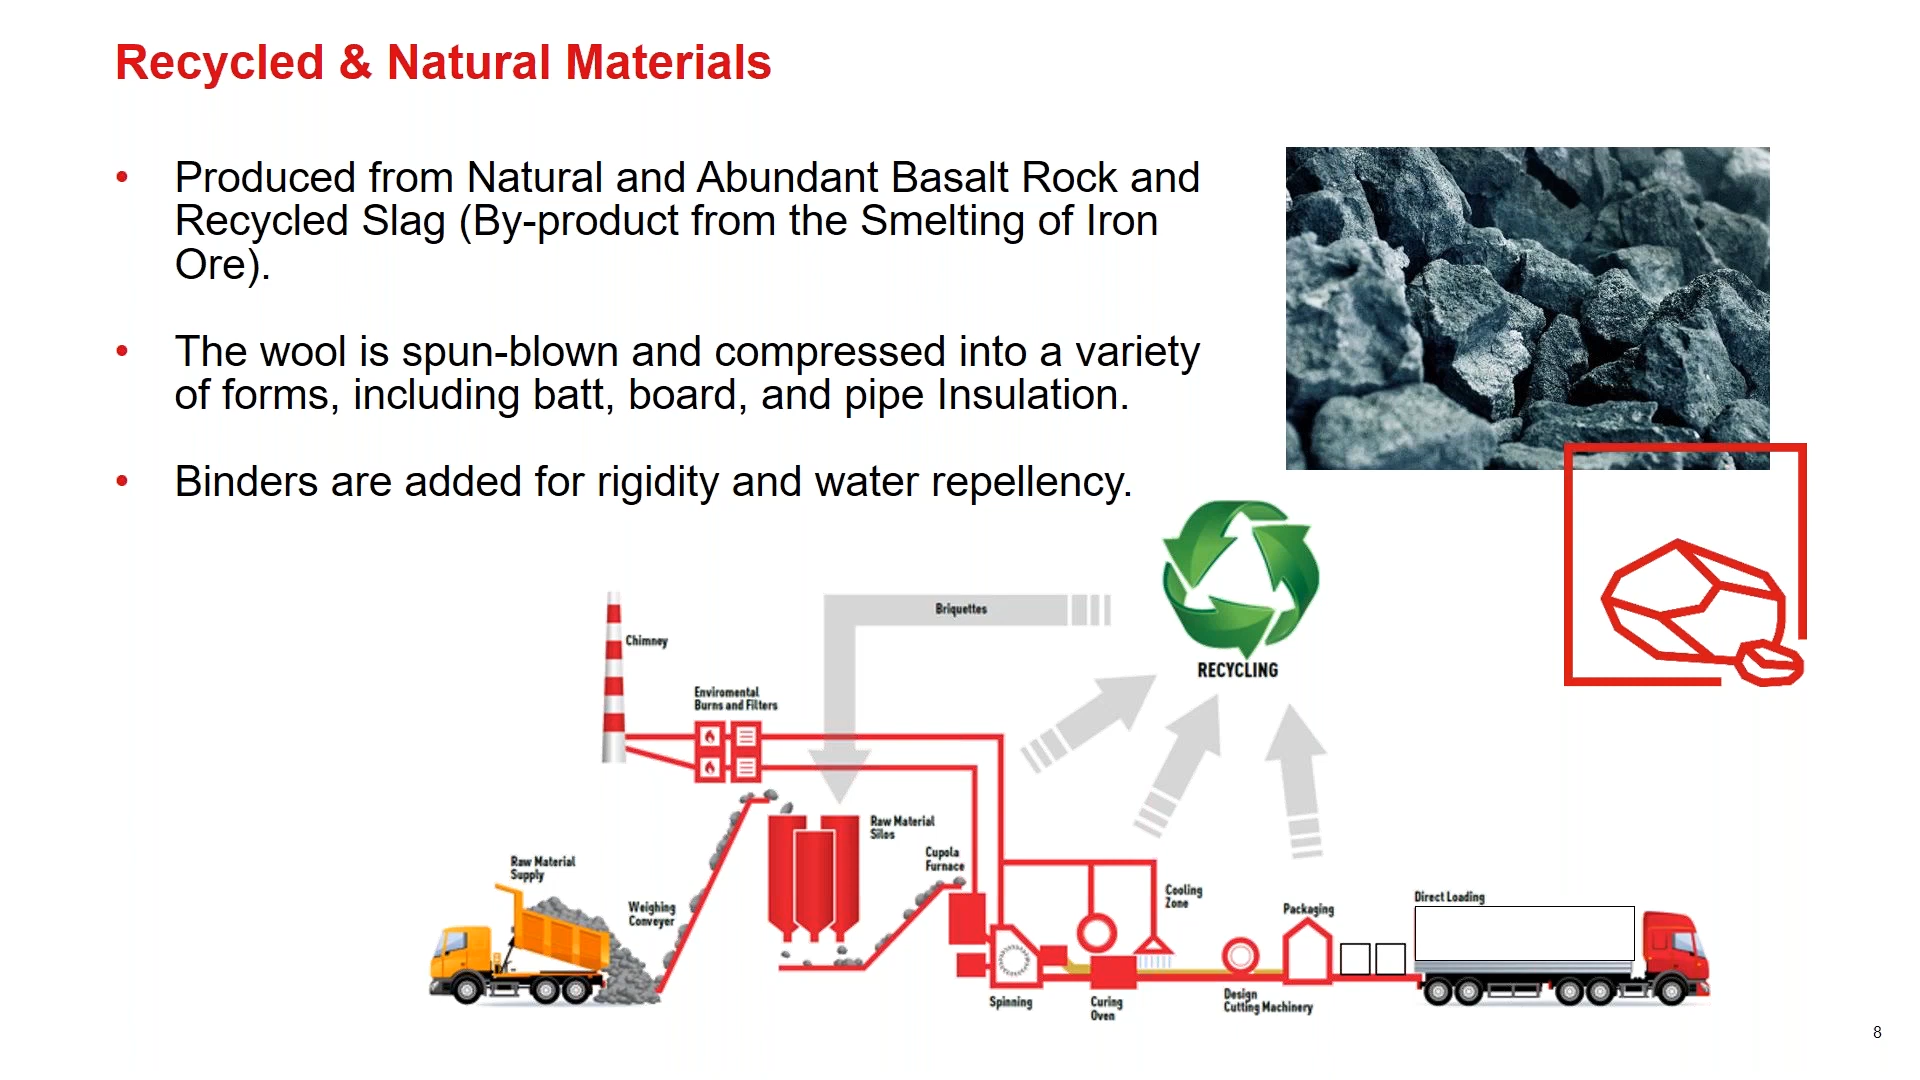 Recycled & Natural Materials
• Produced from Natural and Abundant Basalt Rock and
Recycled Slag (By-product from the Smelting of Iron
Ore).
• The wool is spun-blown and compressed into a variety
of forms, including batt, board, and pipe Insulation.
• Binders are added for rigidity and water repellency.
Briquettes
Chimney
RECYCLING
Enviromental
Burns and Filters
Raw Material
Silos
Cupola
Furnace
Raw Material
Supply
Weighing
Conveyer
Cooling
Zone
Packaging
Direct Loading
Spinning
Curing
Oven
Design
Cutting Machinery
8